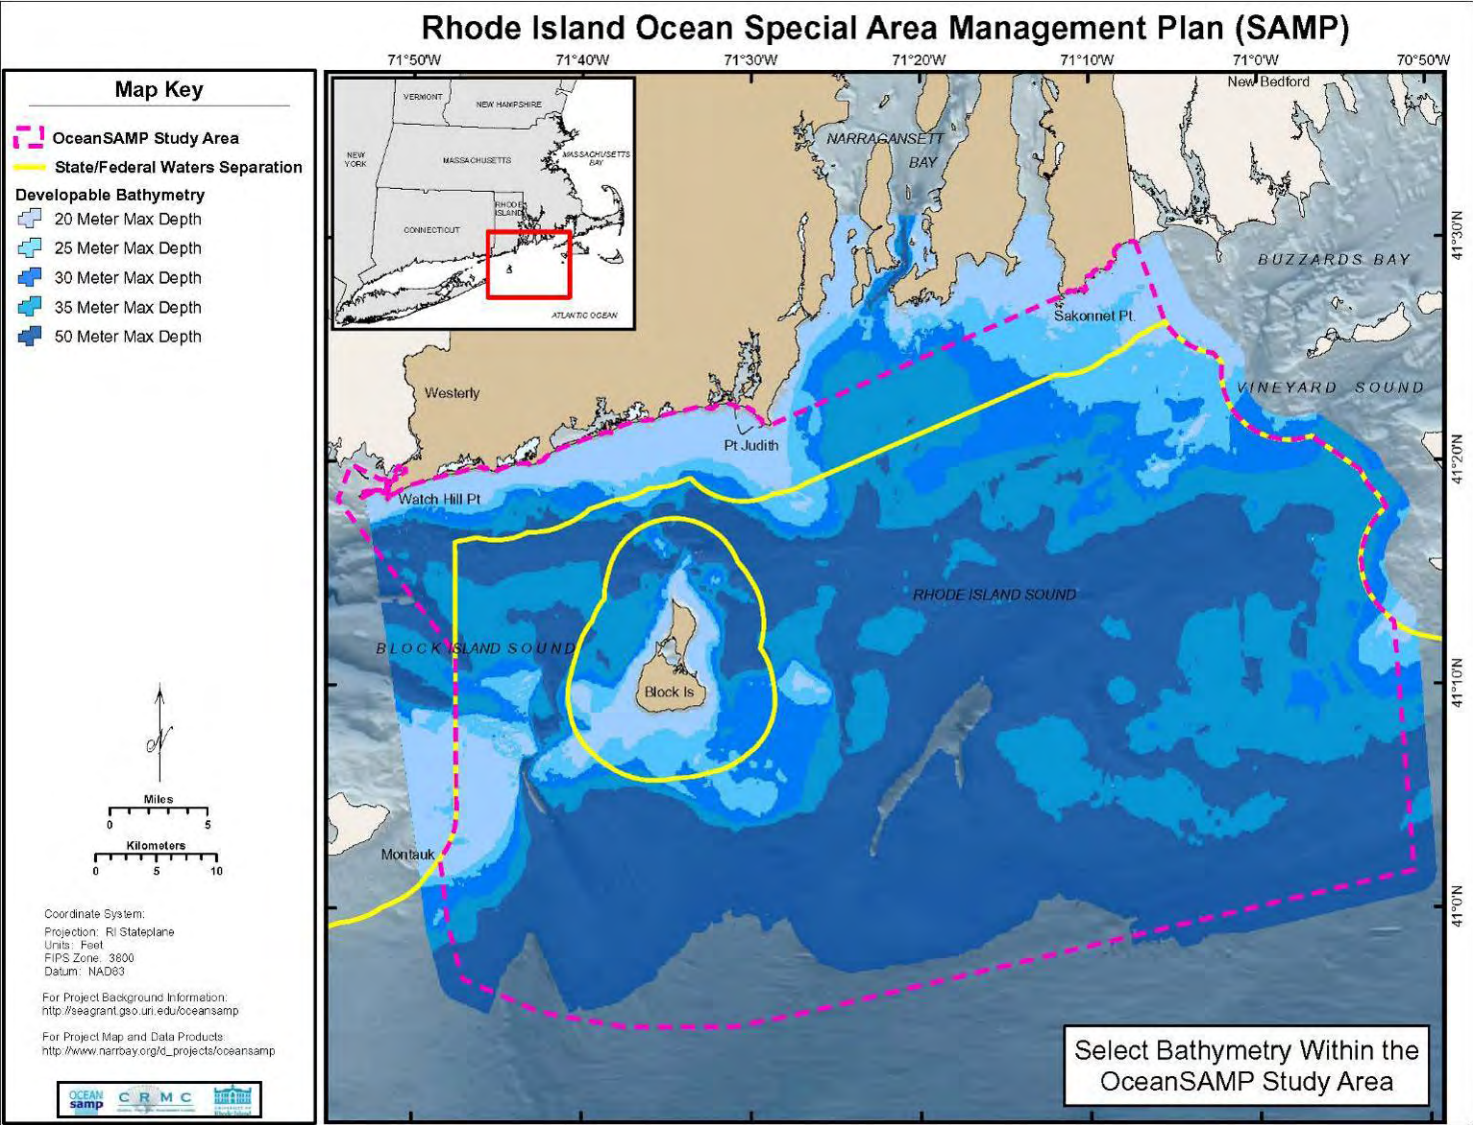 Rhode Island Ocean Special Area Management Plan (SAMP)
71°50'W 71°40'W 71°30'W 71°20'W 71°10'W 71°0'W 70°50'W
Map Key
OceanSAMP Study Area
State/Federal Waters Separation
Developable Bathymetry
20 Meter Max Depth
25 Meter Max Depth
30 Meter Max Depth
35 Meter Max Depth
50 Meter Max Depth
Miles
0 5
Kilometers
0 5 10
Coordinate System:
Projection: RI Stateplane
Units: Feet
FIPS Zone: 3800
Datum: NAD83
For Project Background Information:
http://seagrant.gso.uri.edu/oceansamp
For Project Map and Data Products:
http://www.narrbay.org/d_projects/oceansamp
OCEAN
samp
C R M C
VERMONT
NEW HAMPSHIRE
NEW
YORK
MASSACHUSETTS
MASSACHUSETTS
BAY
RHODE
ISLAND
CONNECTICUT
ATLANTIC OCEAN
New Bedford
NARRAGANSETT
BAY
BUZZARDS BAY
Sakonnet Pt.
VINEYARD SOUND
Westerly
Pt Judith
Watch Hill Pt
RHODE ISLAND SOUND
BLOCK ISLAND SOUND
Block Is
Montauk
41°30'N
41°20'N
41°10'N
41°0'N
Select Bathymetry Within the
OceanSAMP Study Area